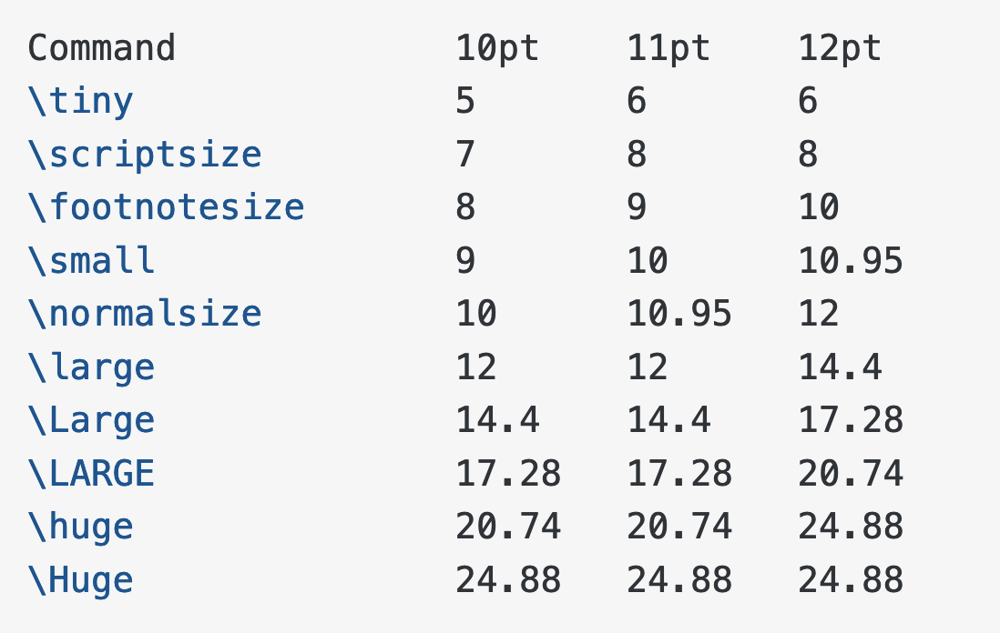 Command 10pt 11pt 12pt
\tiny 5 6 6
\scriptsize 7 8 8
\footnotesize 8 9 10
\small 9 10 10.95
\normalsize 10 10.95 12
\large 12 12 14.4
\Large 14.4 14.4 17.28
\LARGE 17.28 17.28 20.74
\huge 20.74 20.74 24.88
\Huge 24.88 24.88 24.88